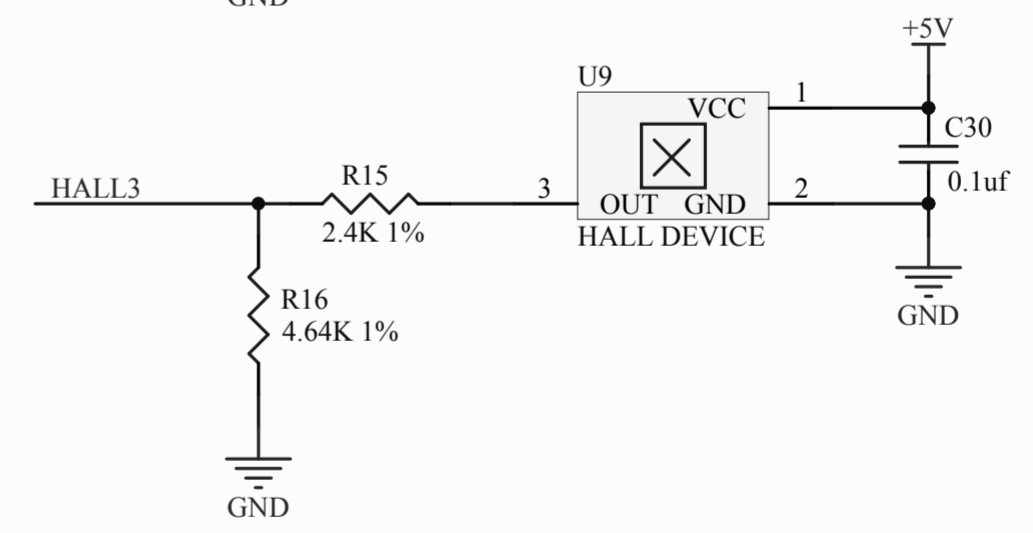 GND
+5V
U9
VCC
1
C30
0.1uf
HALL3
R15
2.4K 1%
3
OUT
GND
2
HALL DEVICE
R16
4.64K 1%
GND
GND